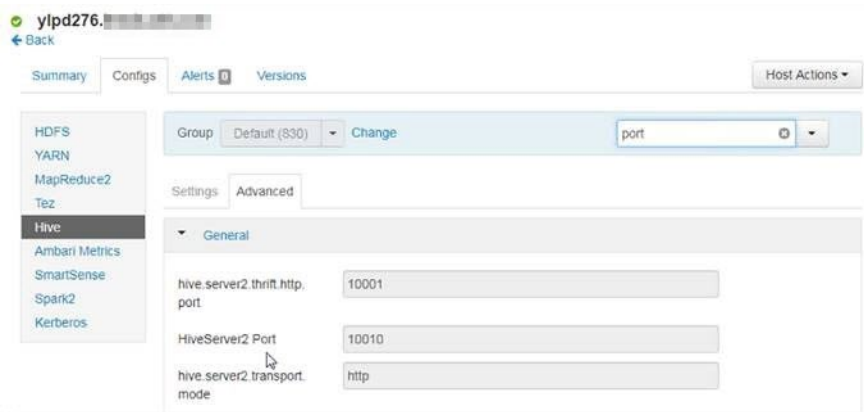 ylpd276.
Back
Summary Configs Alerts 0 Versions Host Actions
HDFS
YARN
MapReduce2
Tez
Hive
Ambari Metrics
SmartSense
Spark2
Kerberos
Group Default (830) Change port
Settings Advanced
General
hive.server2.thrift.http.
port
10001
HiveServer2 Port 10010
hive.server2.transport.
mode
http